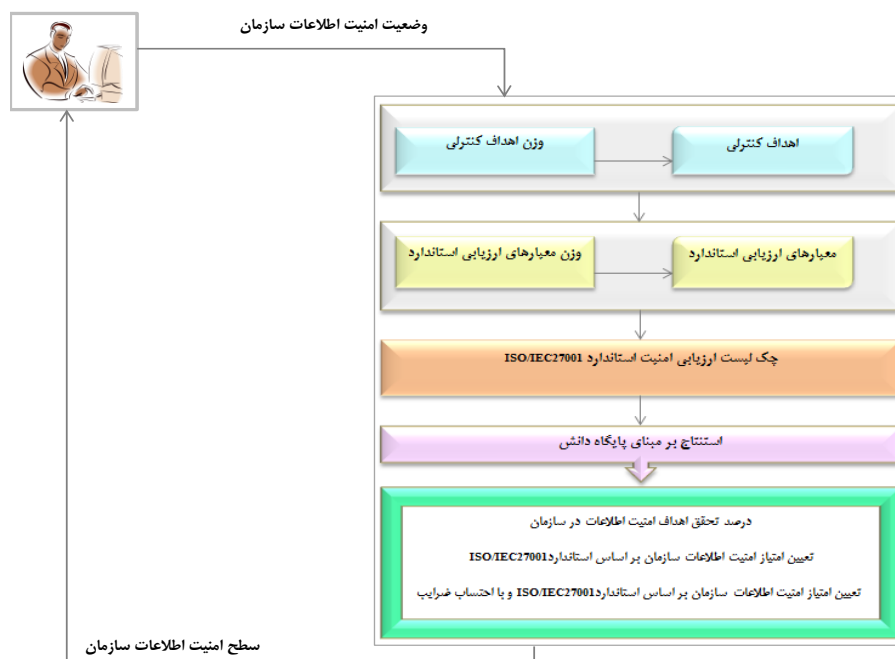 وضعیت امنیت اطلاعات سازمان
اهداف کنترلی
وزن اهداف کنترلی
معیارهای ارزیابی استاندارد
وزن معیارهای ارزیابی استاندارد
چک لیست ارزیابی امنیت استاندارد ISO/IEC27001
استنتاج بر مبنای پایگاه دانش
درصد تحقق اهداف امنیت اطلاعات در سازمان
تعیین امتیاز امنیت اطلاعات سازمان بر اساس استانداردISO/IEC27001
تعیین امتیاز امنیت اطلاعات سازمان بر اساس استانداردISO/IEC27001 و با احتساب ضرایب
سطح امنیت اطلاعات سازمان